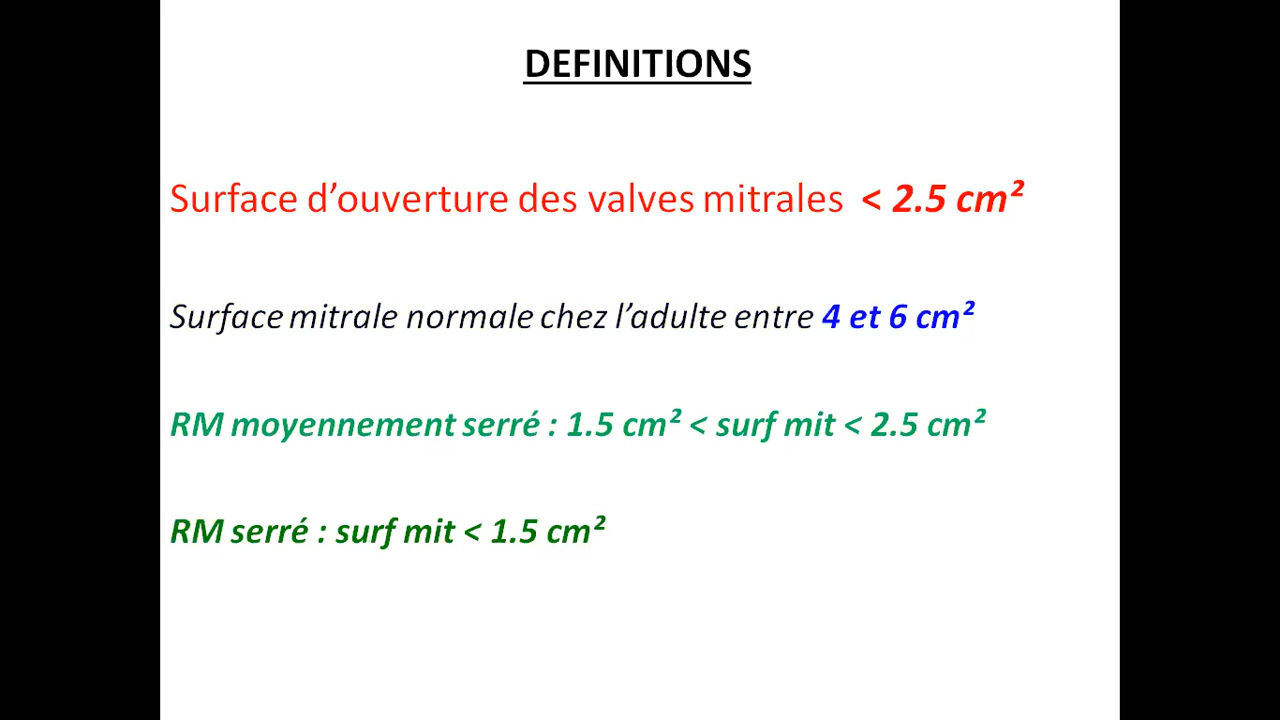 DEFINITIONS
Surface d’ouverture des valves mitrales < 2.5 cm²
Surface mitrale normale chez l’adulte entre 4 et 6 cm²
RM moyennement serré : 1.5 cm² < surf mit < 2.5 cm²
RM serré : surf mit < 1.5 cm²